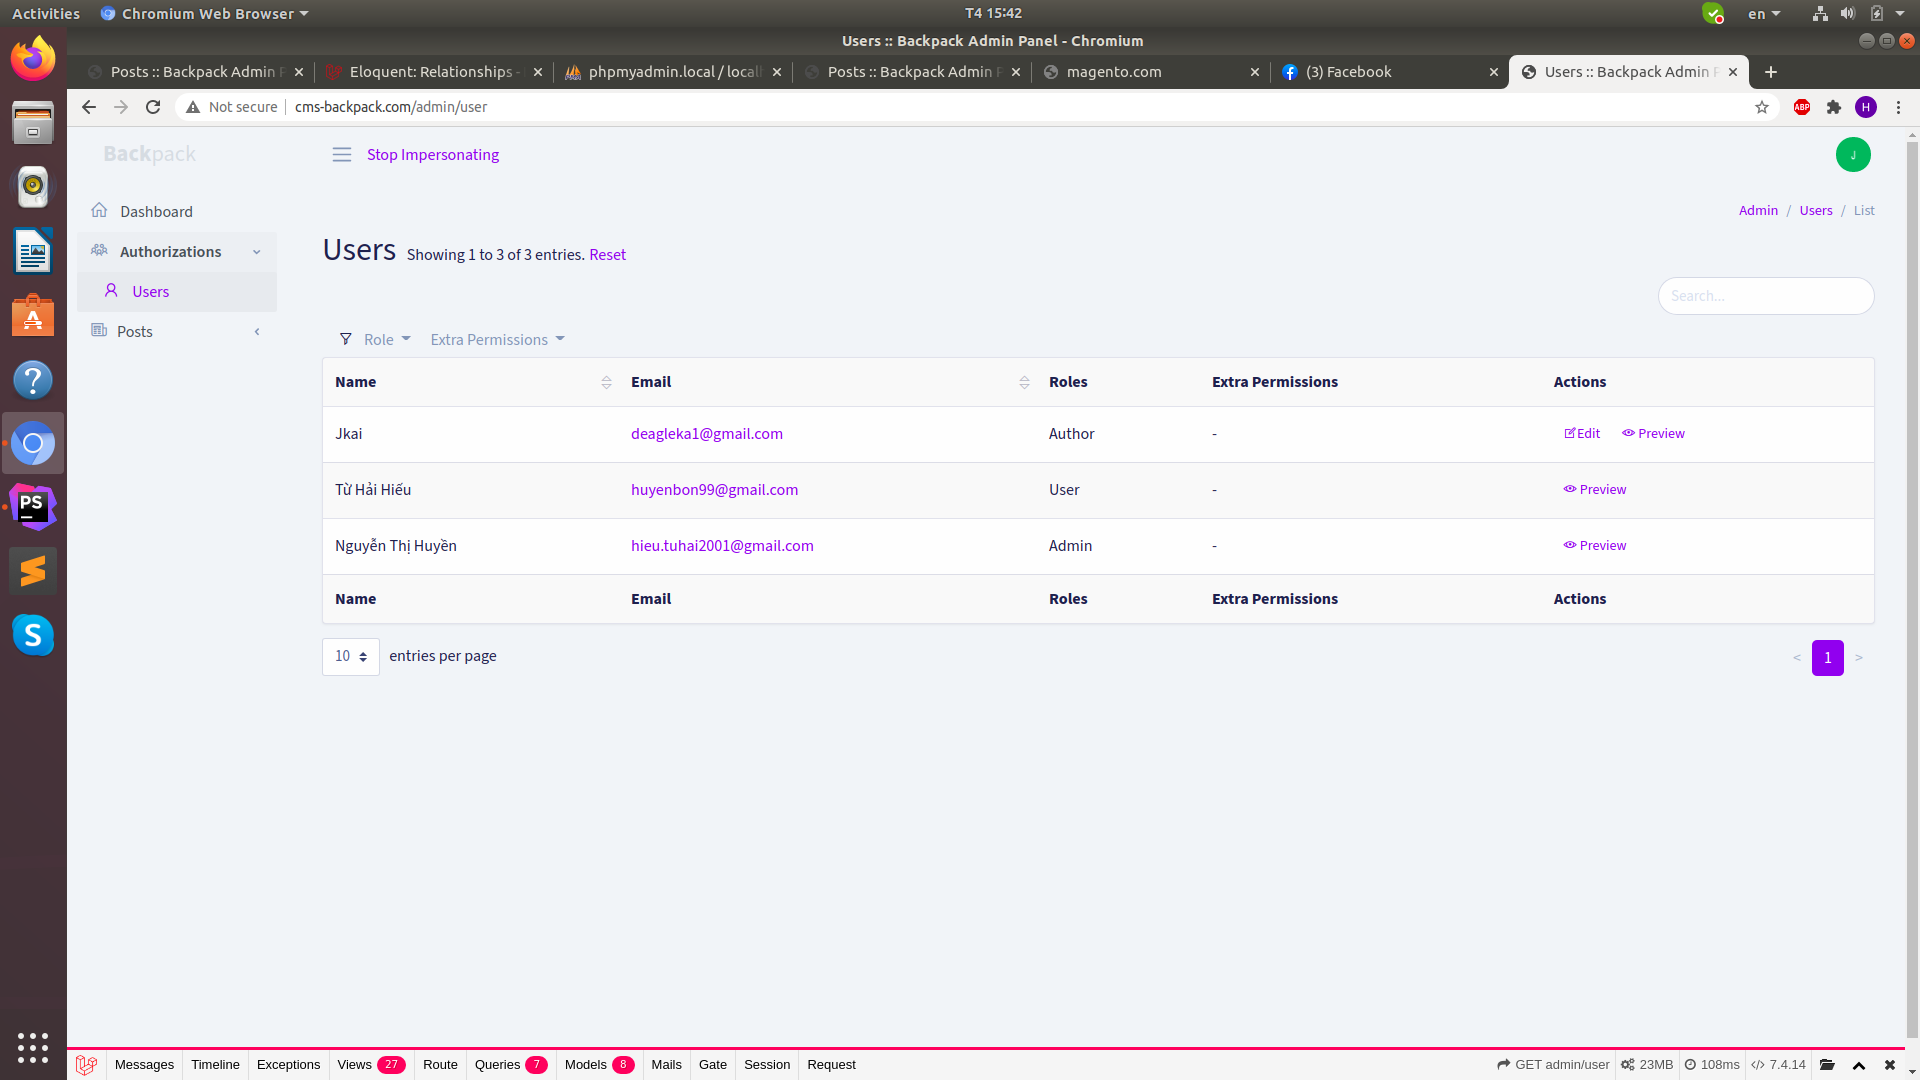 Activities
Chromium Web Browser
T4 15:42
en
Users :: Backpack Admin Panel - Chromium
Posts :: Backpack Admin P
Eloquent: Relationships -
phpmyadmin.local / local
Posts :: Backpack Admin P
magento.com
(3) Facebook
Users :: Backpack Admin P
Not secure
cms-backpack.com/admin/user
ABP
H
Backpack
Stop Impersonating
J
Dashboard
Authorizations
Users
Posts
Admin / Users / List
Users Showing 1 to 3 of 3 entries. Reset
Search...
Role
Extra Permissions
Name Email Roles Extra Permissions Actions
Jkai deagleka1@gmail.com Author - Edit Preview
Từ Hải Hiếu huyenbon99@gmail.com User - Preview
Nguyễn Thị Huyền hieu.tuhai2001@gmail.com Admin - Preview
Name Email Roles Extra Permissions Actions
10 entries per page
< 1 >
PS
S
Messages Timeline Exceptions Views 27 Route Queries 7 Models 8 Mails Gate Session Request GET admin/user 23MB 108ms 7.4.14